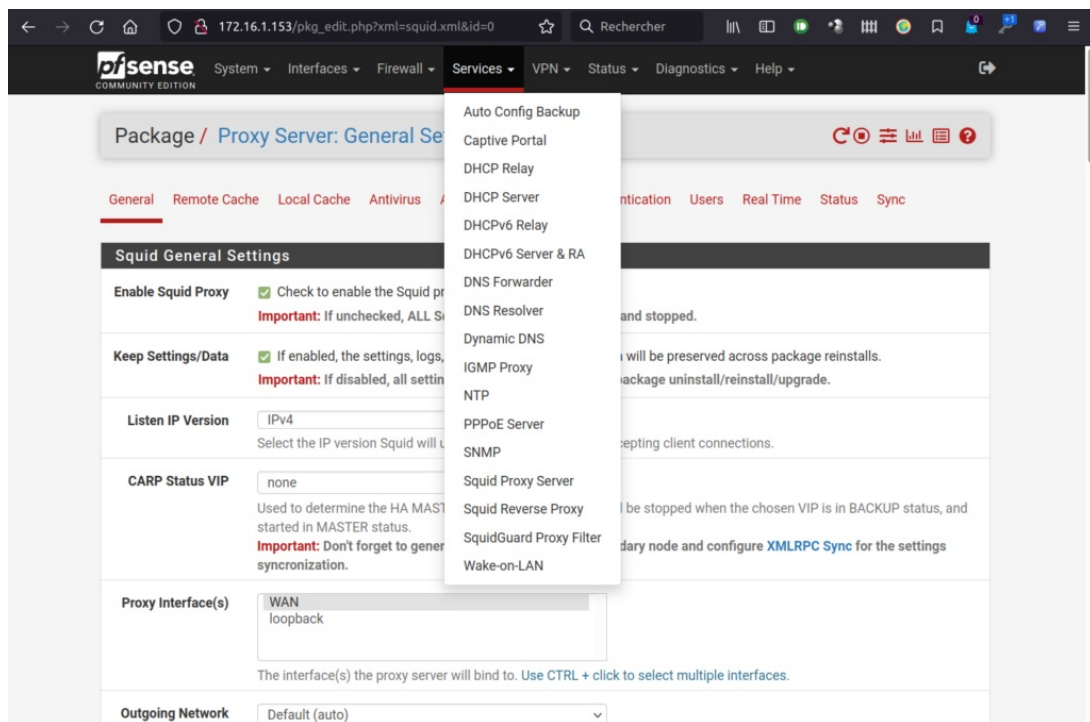 172.16.1.153/pkg_edit.php?xml=squid.xml&id=0 Rechercher 0 +1
pfsense System Interfaces Firewall Services VPN Status Diagnostics Help
COMMUNITY EDITION
Auto Config Backup
Captive Portal
DHCP Relay
DHCP Server
DHCPv6 Relay
DHCPv6 Server & RA
DNS Forwarder
DNS Resolver
Dynamic DNS
IGMP Proxy
NTP
PPPoE Server
SNMP
Squid Proxy Server
Squid Reverse Proxy
SquidGuard Proxy Filter
Wake-on-LAN
Package / Proxy Server: General Se
General Remote Cache Local Cache Antivirus A ntication Users Real Time Status Sync
Squid General Settings
Enable Squid Proxy Check to enable the Squid pr
Important: If unchecked, ALL S and stopped.
Keep Settings/Data If enabled, the settings, logs, will be preserved across package reinstalls.
Important: If disabled, all settin package uninstall/reinstall/upgrade.
Listen IP Version IPv4
Select the IP version Squid will u epting client connections.
CARP Status VIP none
Used to determine the HA MAST be stopped when the chosen VIP is in BACKUP status, and
started in MASTER status.
Important: Don't forget to gener dary node and configure XMLRPC Sync for the settings
syncronization.
Proxy Interface(s) WAN
loopback
The interface(s) the proxy server will bind to. Use CTRL + click to select multiple interfaces.
Outgoing Network Default (auto)